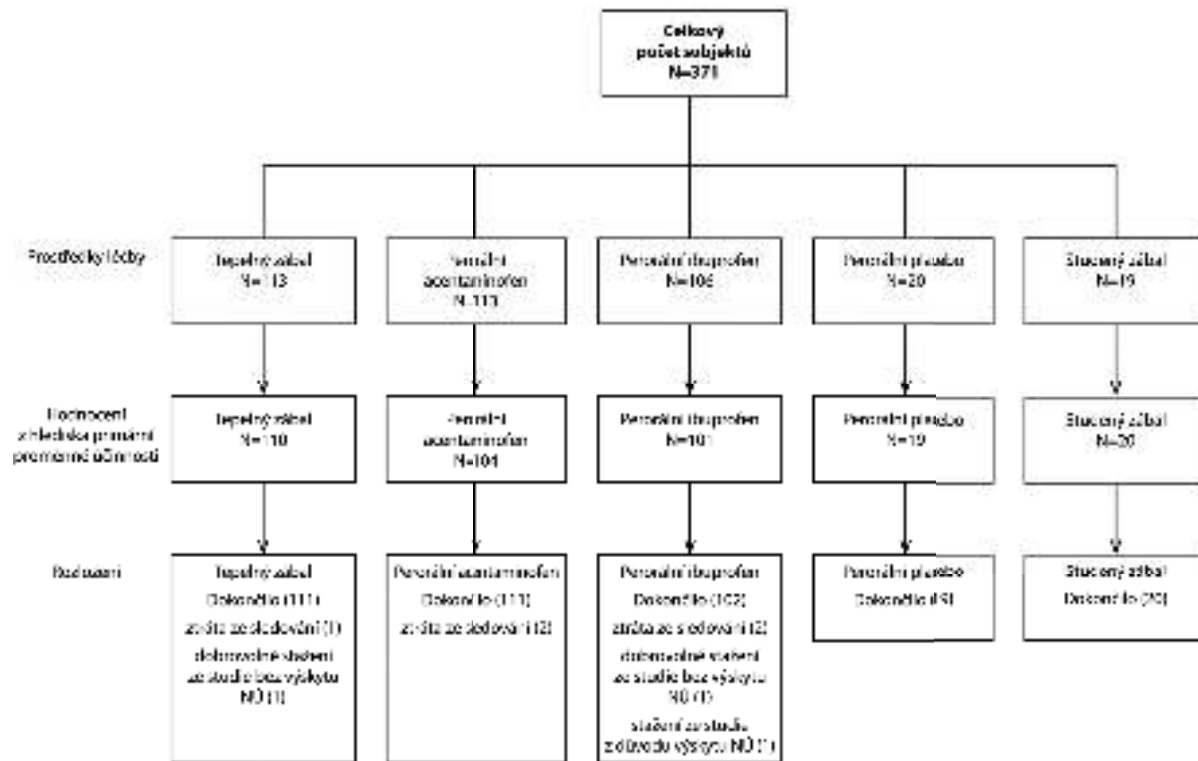 Celkový
počet subjektů
N=371
Prostředky léčby
Tepelný zábal
N=113
Perorální
acentaminofen
N=113
Perorální ibuprofen
N=106
Perorální placebo
N=20
Studený zábal
N=19
Hodnocení
z hlediska primární
proměnné účinnosti
Tepelný zábal
N=110
Perorální
acentaminofen
N=104
Perorální ibuprofen
N=101
Perorální placebo
N=19
Studený zábal
N=20
Rozložení
Tepelný zábal
Dokončilo (111)
ztráta ze sledování (1)
dobrovolné stažení
ze studie bez výskytu
NÚ (1)
Perorální acentaminofen
Dokončilo (111)
ztráta ze sledování (2)
Perorální ibuprofen
Dokončilo (102)
ztráta ze sledování (2)
dobrovolné stažení
ze studie bez výskytu
NÚ (1)
stažení ze studie
z důvodu výskytu NÚ (1)
Perorální placebo
Dokončilo (19)
Studený zábal
Dokončilo (20)